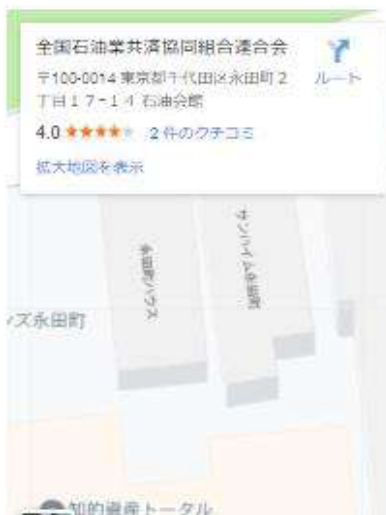 全国石油業共済協同組合連合会
〒100-0014 東京都千代田区永田町2
丁目17-14 石油会館
ルート
4.0 ★★★★☆ 2 件のクチコミ
拡大地図を表示
永田町ハウス
サンハイム永田町
ンズ永田町
知的資産トータル